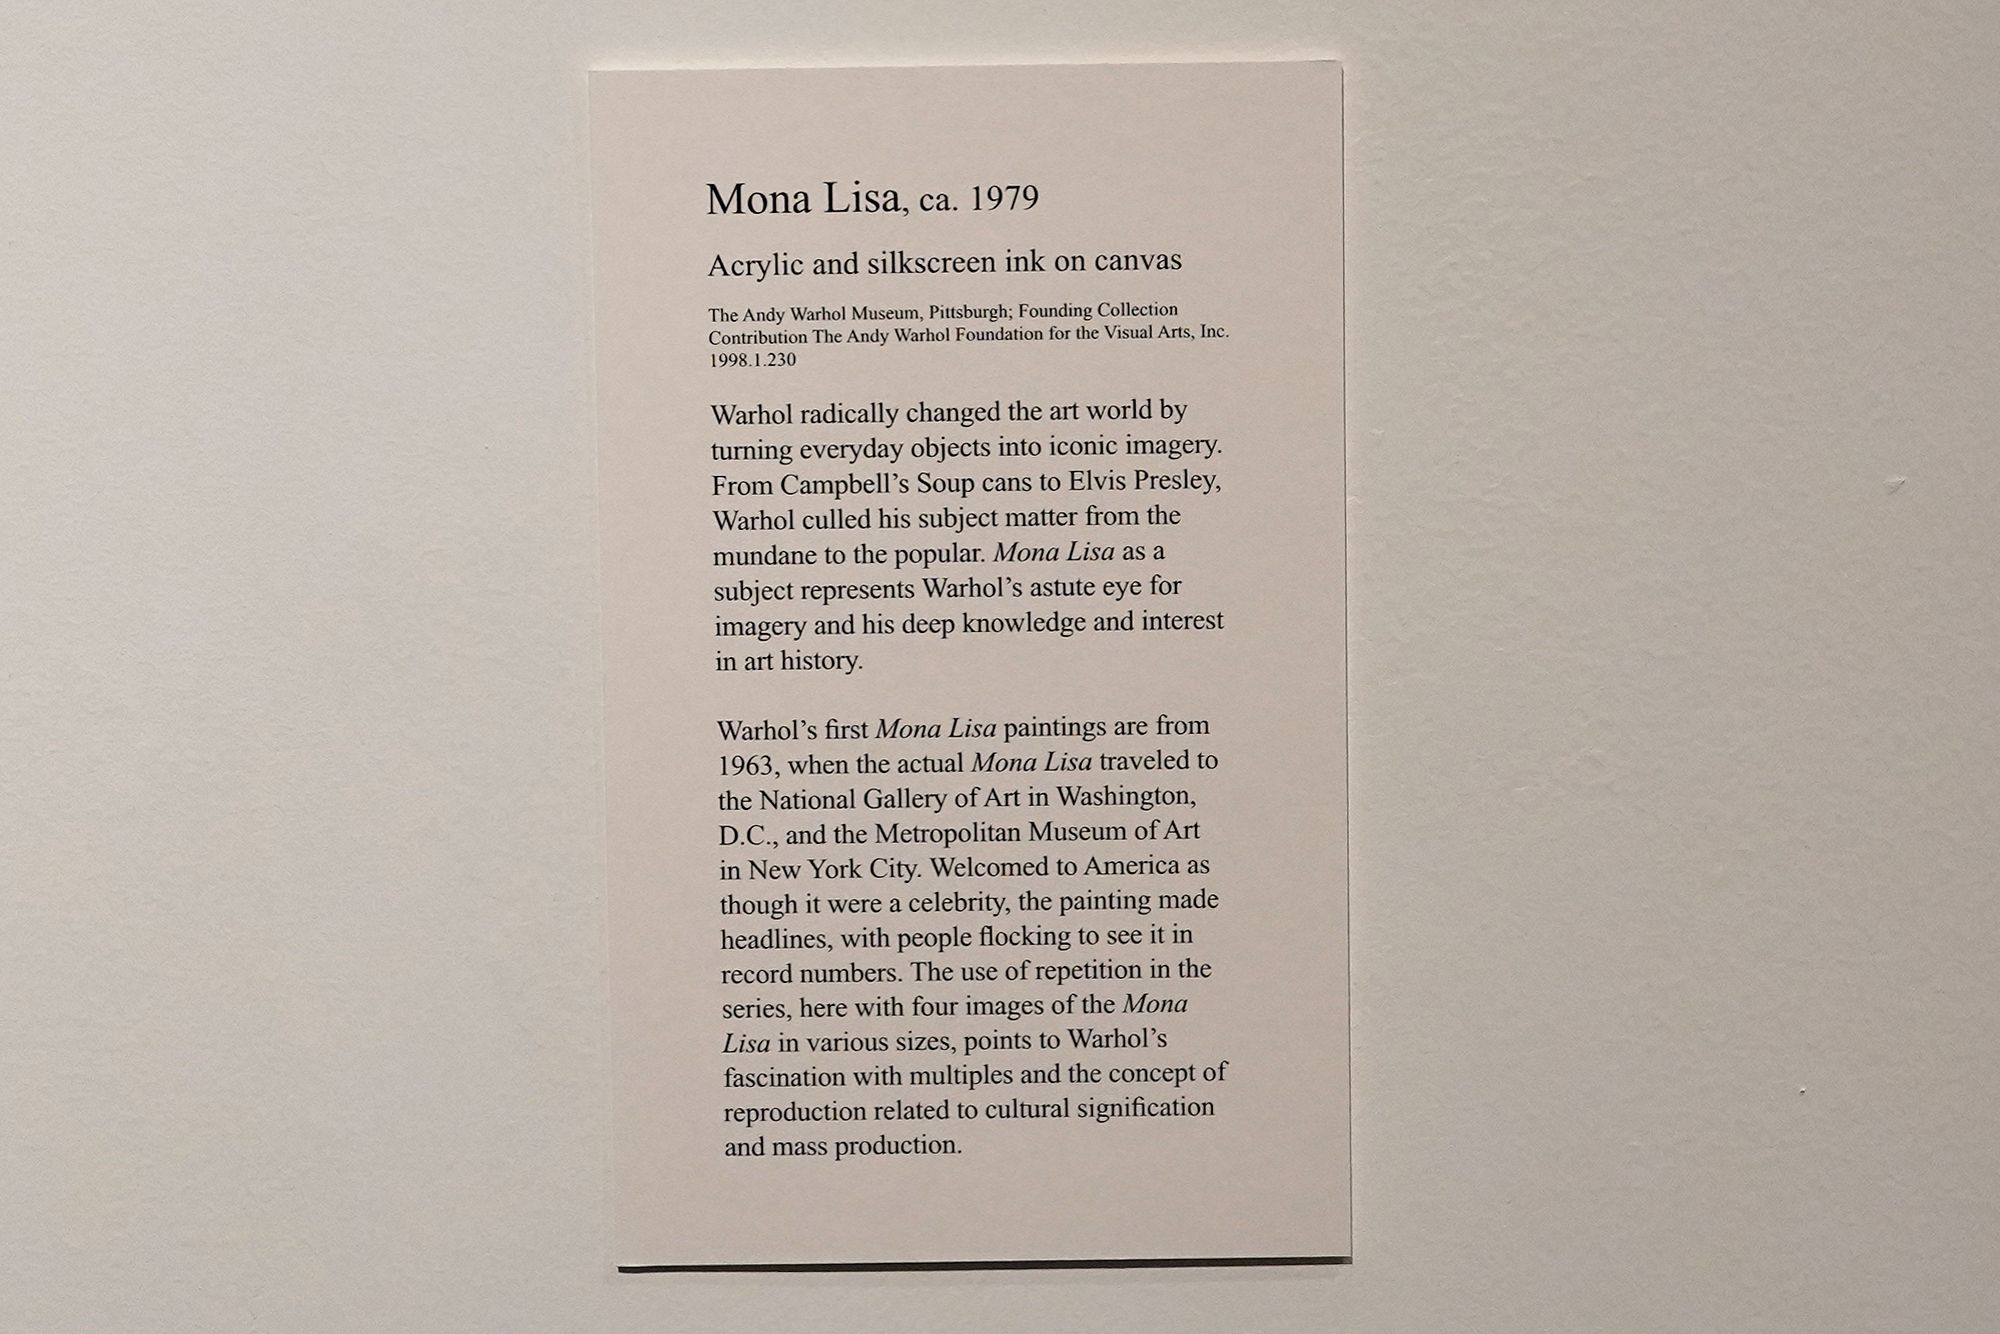 Mona Lisa, ca. 1979
Acrylic and silkscreen ink on canvas
The Andy Warhol Museum, Pittsburgh; Founding Collection
Contribution The Andy Warhol Foundation for the Visual Arts, Inc.
1998.1.230
Warhol radically changed the art world by
turning everyday objects into iconic imagery.
From Campbell’s Soup cans to Elvis Presley,
Warhol culled his subject matter from the
mundane to the popular. Mona Lisa as a
subject represents Warhol’s astute eye for
imagery and his deep knowledge and interest
in art history.
Warhol’s first Mona Lisa paintings are from
1963, when the actual Mona Lisa traveled to
the National Gallery of Art in Washington,
D.C., and the Metropolitan Museum of Art
in New York City. Welcomed to America as
though it were a celebrity, the painting made
headlines, with people flocking to see it in
record numbers. The use of repetition in the
series, here with four images of the Mona
Lisa in various sizes, points to Warhol’s
fascination with multiples and the concept of
reproduction related to cultural signification
and mass production.